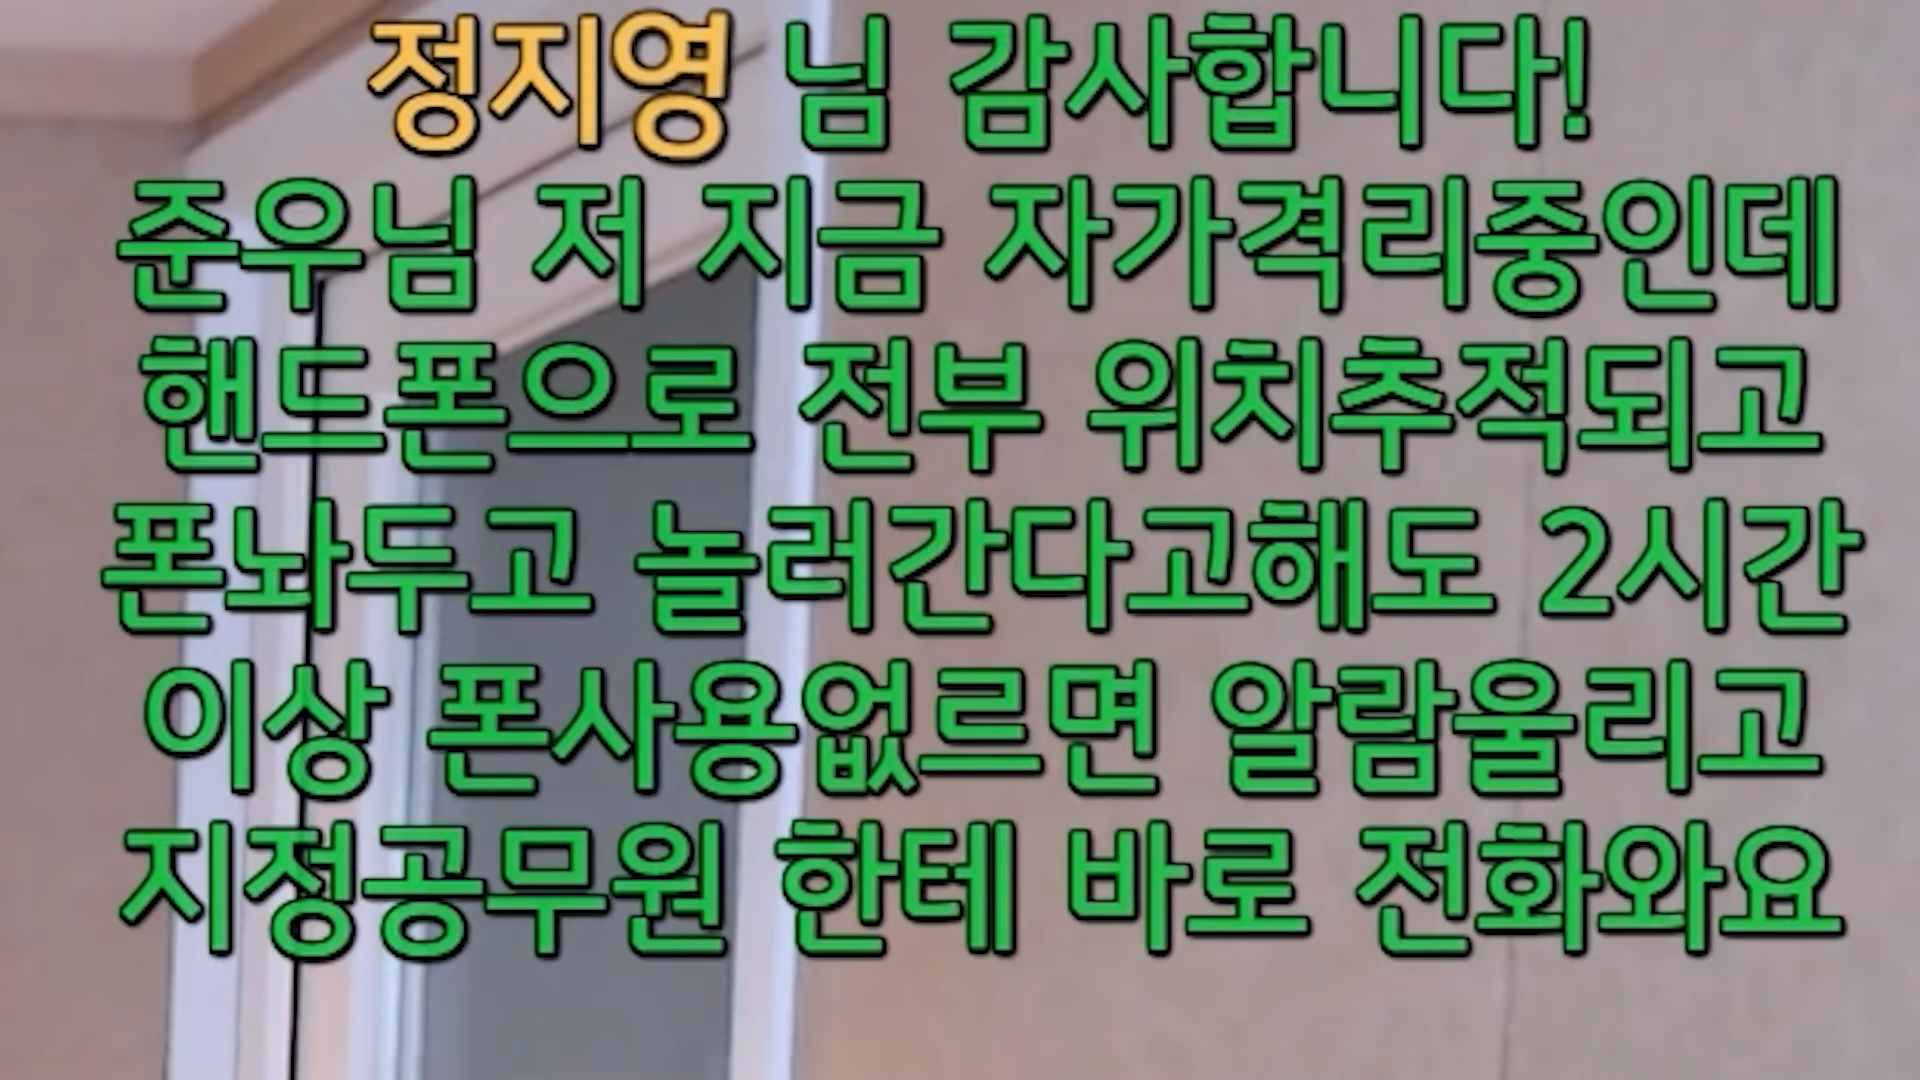 정지영 님 감사합니다!
준우님 저 지금 자가격리중인데
핸드폰으로 전부 위치추적되고
폰놔두고 놀러간다고해도 2시간
이상 폰사용없르면 알람울리고
지정공무원 한테 바로 전화와요